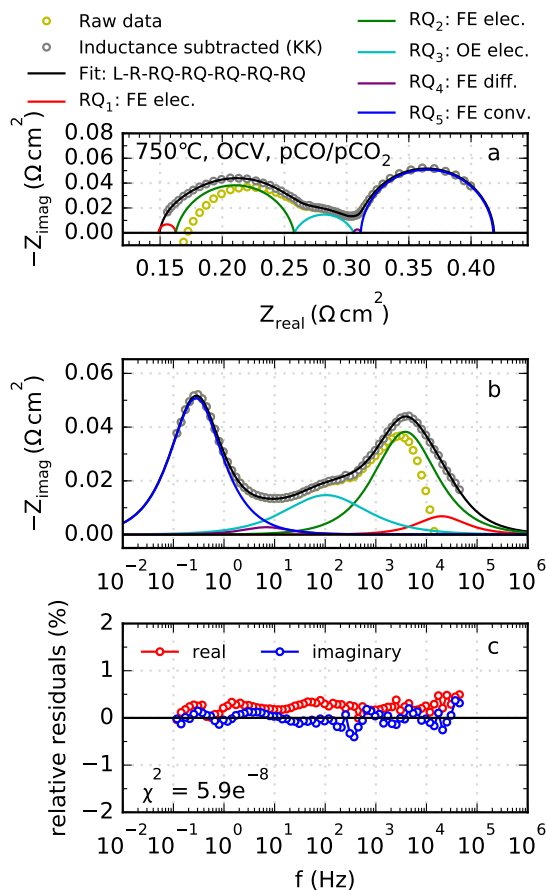 Raw data
Inductance subtracted (KK)
Fit: L-R-RQ-RQ-RQ-RQ-RQ
RQ₁: FE elec.
RQ₂: FE elec.
RQ₃: OE elec.
RQ₄: FE diff.
RQ₅: FE conv.
750℃, OCV, pCO/pCO₂
a
−Z_imag (Ω cm²)
0.08
0.06
0.04
0.02
0.00
0.15 0.20 0.25 0.30 0.35 0.40
Z_real (Ω cm²)
b
−Z_imag (Ω cm²)
0.06
0.04
0.02
0.00
10⁻² 10⁻¹ 10⁰ 10¹ 10² 10³ 10⁴ 10⁵ 10⁶
real imaginary
c
relative residuals (%)
2
1
0
−1
−2
χ² = 5.9e⁻⁸
10⁻² 10⁻¹ 10⁰ 10¹ 10² 10³ 10⁴ 10⁵ 10⁶
f (Hz)